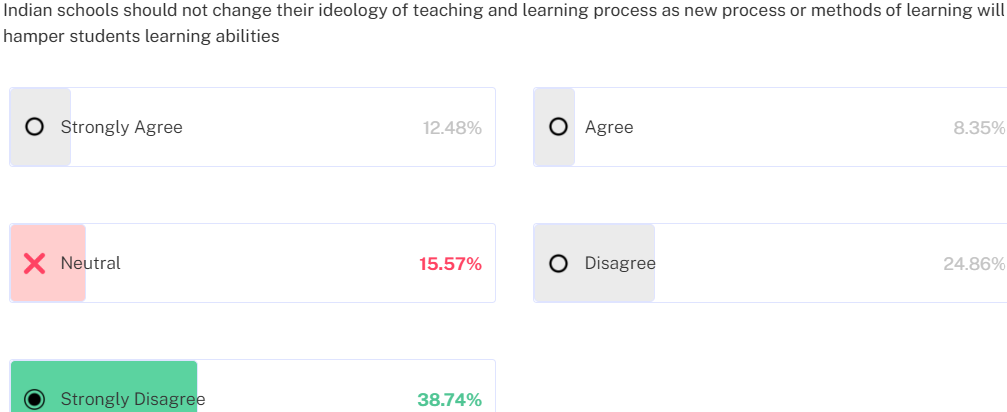 Indian schools should not change their ideology of teaching and learning process as new process or methods of learning will
hamper students learning abilities
Strongly Agree 12.48%
Agree 8.35%
Neutral 15.57%
Disagree 24.86%
Strongly Disagree 38.74%